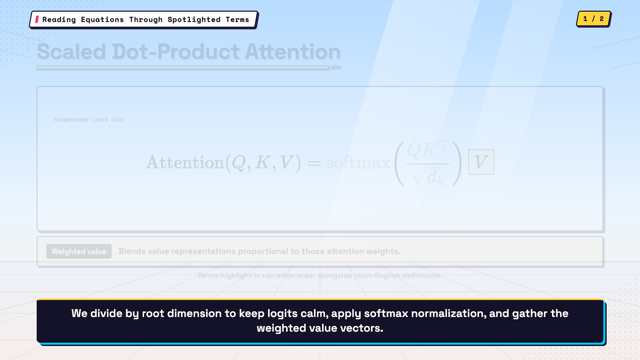 Reading Equations Through Spotlighted Terms
1 / 2
Scaled Dot-Product Attention
TRANSFORMER LAYER CORE
Attention(Q, K, V) = softmax(QK^⊤ / √d_k) V
Weighted value
Blends value representations proportional to those attention weights.
Terms highlight in narration order alongside plain-English definitions.
We divide by root dimension to keep logits calm, apply softmax normalization, and gather the
weighted value vectors.